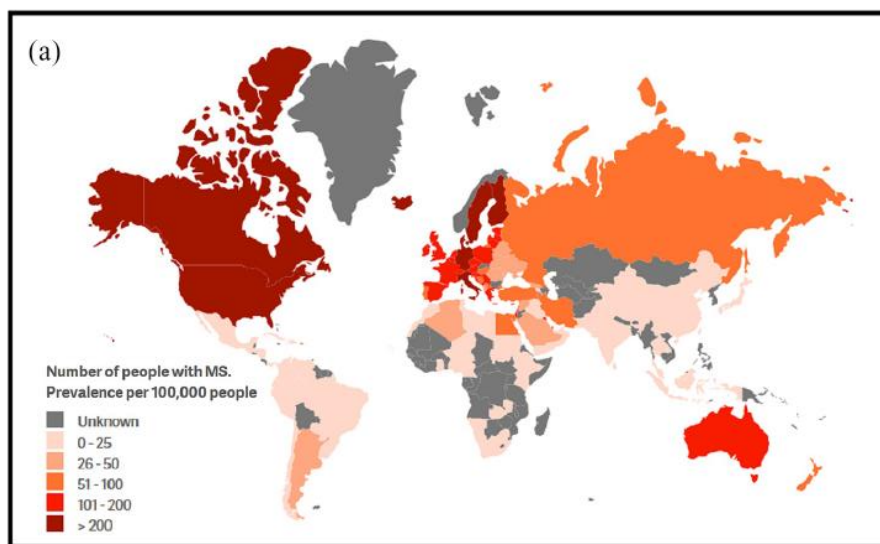 (a)
Number of people with MS.
Prevalence per 100,000 people
Unknown
0 - 25
26 - 50
51 - 100
101 - 200
> 200